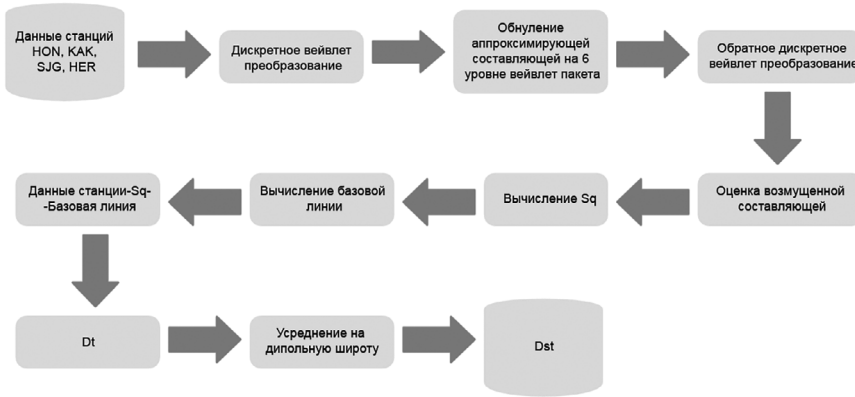 Данные станций
HON, KAK,
SJG, HER
Дискретное вейвлет
преобразование
Обнуление
аппроксимирующей
составляющей на 6
уровне вейвлет пакета
Обратное дискретное
вейвлет преобразование
Данные станции-Sq-
-Базовая линия
Вычисление базовой
линии
Вычисление Sq
Оценка возмущенной
составляющей
Dt
Усреднение на
дипольную широту
Dst